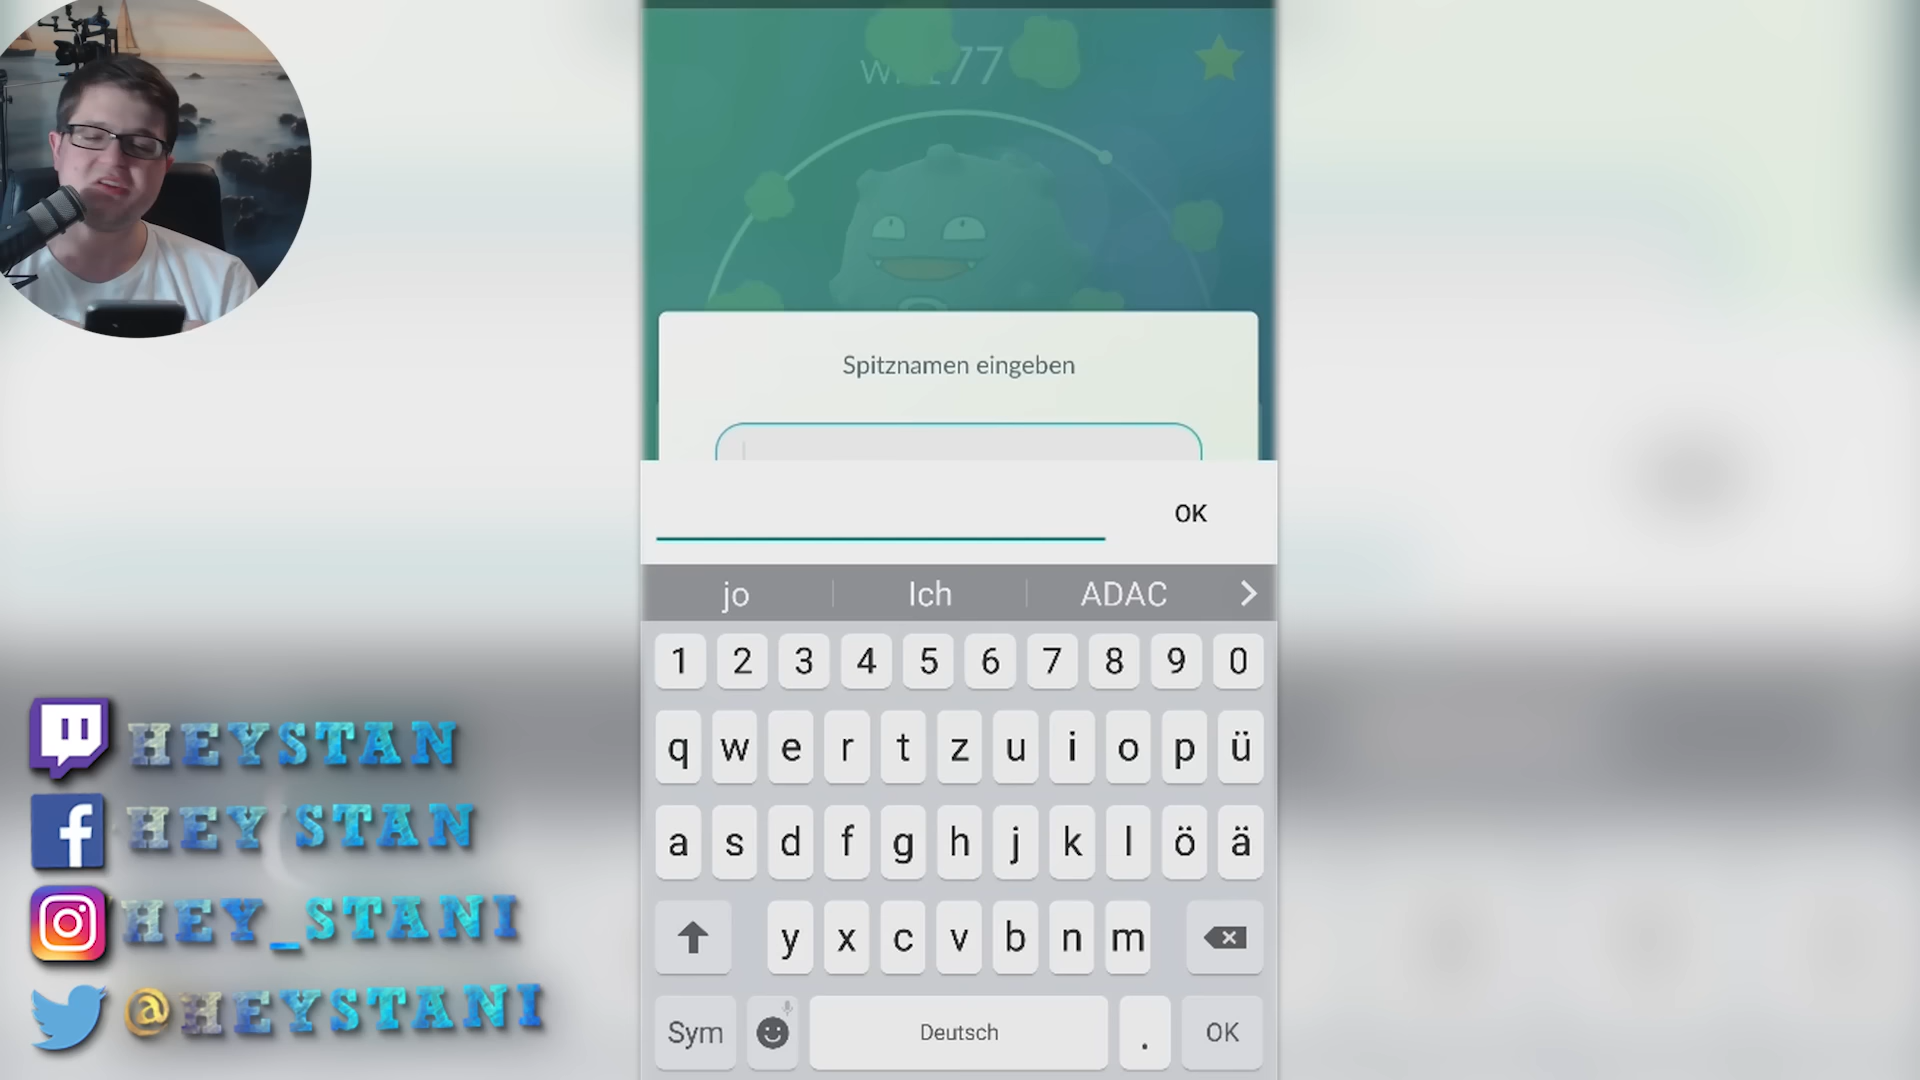 77
Spitznamen eingeben
OK
jo Ich ADAC
1 2 3 4 5 6 7 8 9 0
q w e r t z u i o p ü
a s d f g h j k l ö ä
y x c v b n m
Sym Deutsch . OK
HEYSTAN
HEY STAN
HEY_STANI
@HEYSTANI